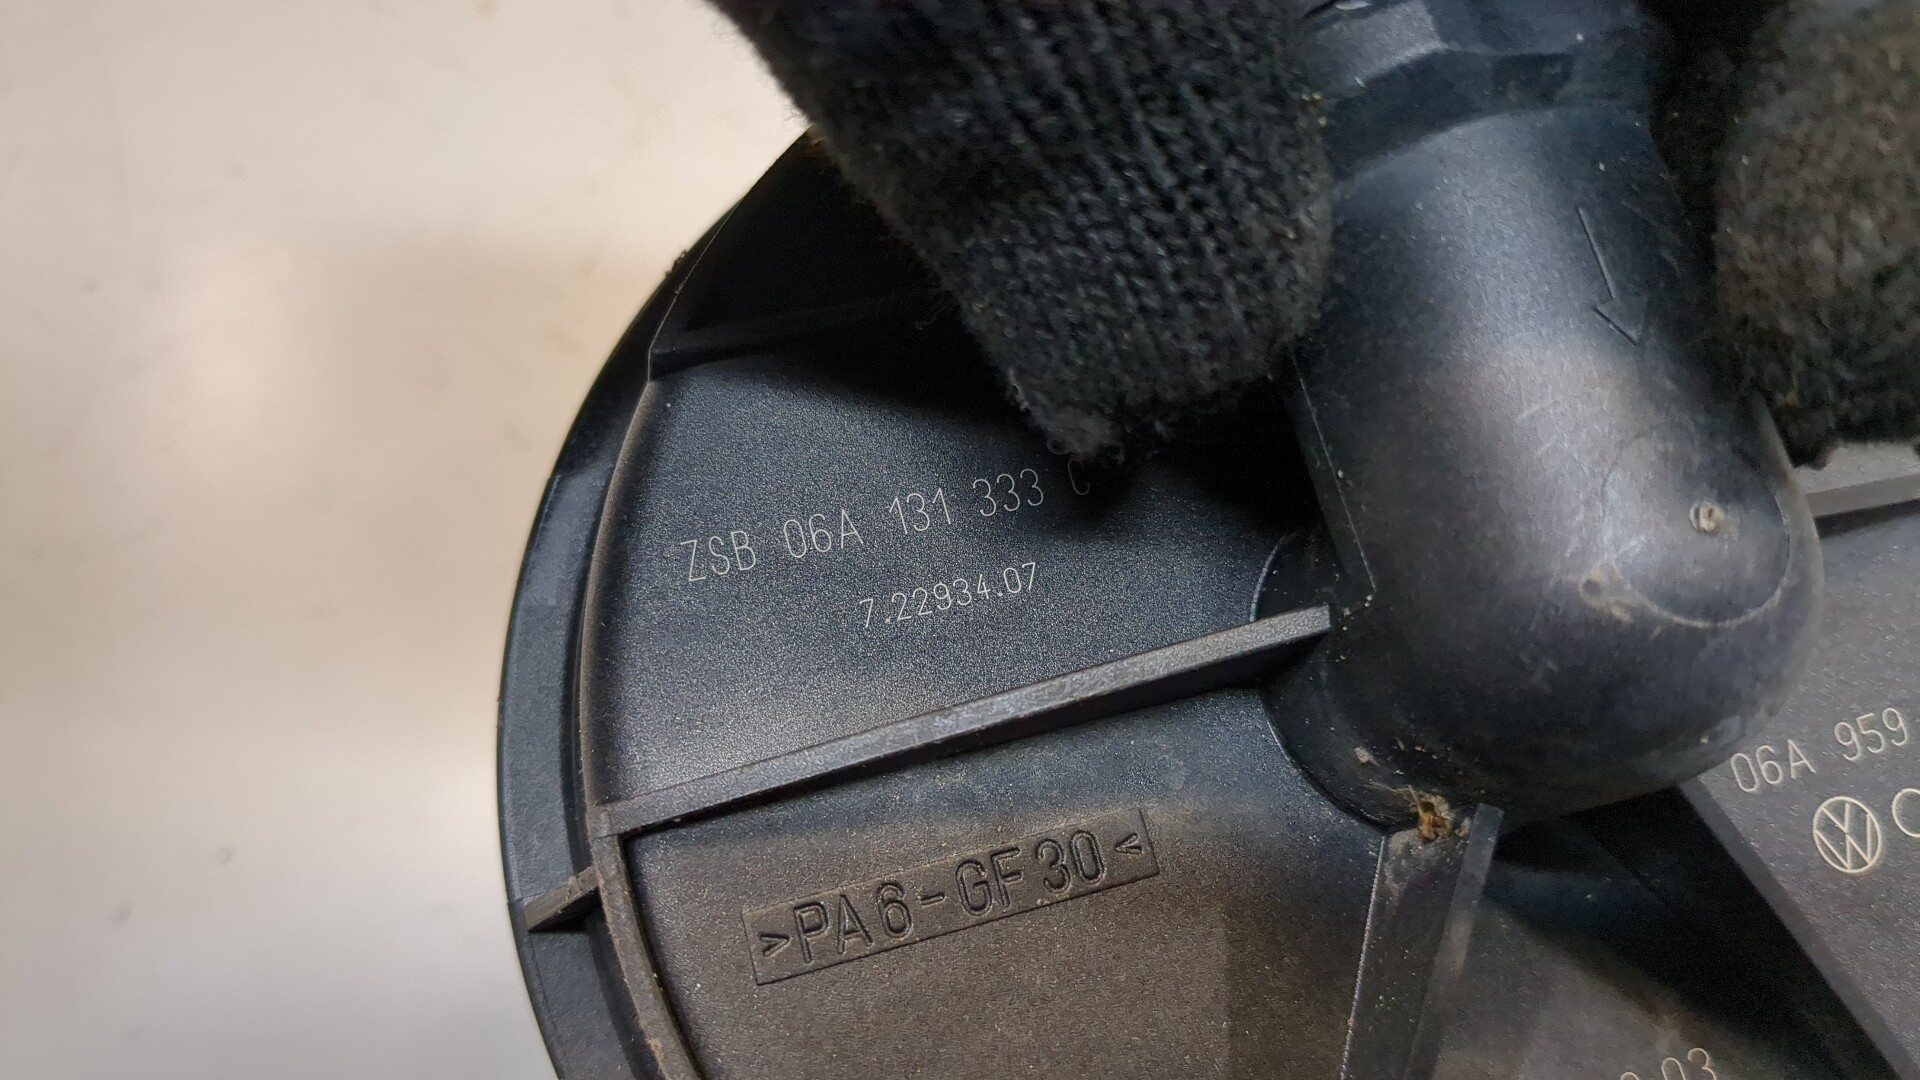 ZSB 06A 131 333 C
7.22934.07
>PA6-GF30<
06A 959